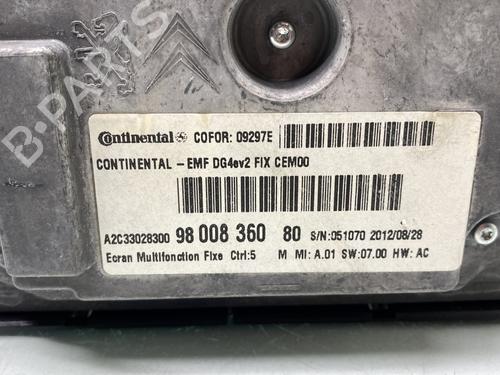 Continental COFOR: 09297E
CONTINENTAL - EMF DG4ev2 FIX CEM00
A2C33028300 98 008 360 80 S/N:051070 2012/08/28
Ecran Multifonction Fixe Ctrl:5 M MI: A.01 SW:07.00 HW: AC
B-PARTS